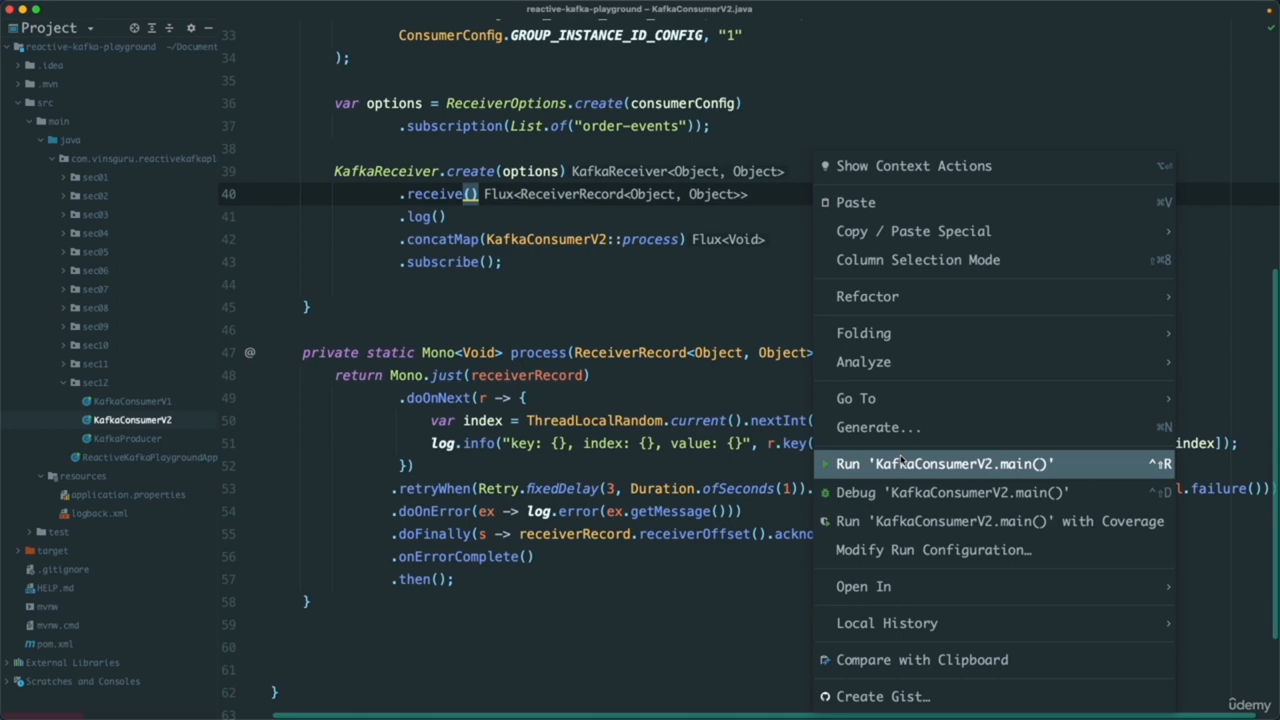 reactive-kafka-playground – KafkaConsumerV2.java
Project
reactive-kafka-playground ~/Document
.idea
.mvn
src
main
java
com.vinsguru.reactivekafkapl
sec01
sec02
sec03
sec04
sec05
sec06
sec07
sec08
sec09
sec10
sec11
sec12
KafkaConsumerV1
KafkaConsumerV2
KafkaProducer
ReactiveKafkaPlaygroundApp
resources
application.properties
logback.xml
test
target
.gitignore
HELP.md
mvnw
mvnw.cmd
pom.xml
External Libraries
Scratches and Consoles
33 ConsumerConfig.GROUP_INSTANCE_ID_CONFIG, "1"
34 );
35
36 var options = ReceiverOptions.create(consumerConfig)
37 .subscription(List.of("order-events"));
38
39 KafkaReceiver.create(options) KafkaReceiver<Object, Object>
40 .receive() Flux<ReceiverRecord<Object, Object>>
41 .log()
42 .concatMap(KafkaConsumerV2::process) Flux<Void>
43 .subscribe();
44
45 }
46
47 @ private static Mono<Void> process(ReceiverRecord<Object, Object>
48 return Mono.just(receiverRecord)
49 .doOnNext(r -> {
50 var index = ThreadLocalRandom.current().nextInt(
51 log.info("key: {}, index: {}, value: {}", r.key( index]);
52 })
53 .retryWhen(Retry.fixedDelay(3, Duration.ofSeconds(1)). l.failure())
54 .doOnError(ex -> log.error(ex.getMessage()))
55 .doFinally(s -> receiverRecord.receiverOffset().ackno
56 .onErrorComplete()
57 .then();
58 }
59
60
61
62 }
63
Show Context Actions ⌥⏎
Paste ⌘V
Copy / Paste Special
Column Selection Mode ⇧⌘8
Refactor
Folding
Analyze
Go To
Generate... ⌘N
Run 'KafkaConsumerV2.main()' ^⇧R
Debug 'KafkaConsumerV2.main()' ^⇧D
Run 'KafkaConsumerV2.main()' with Coverage
Modify Run Configuration…
Open In
Local History
Compare with Clipboard
Create Gist…
ûdemy